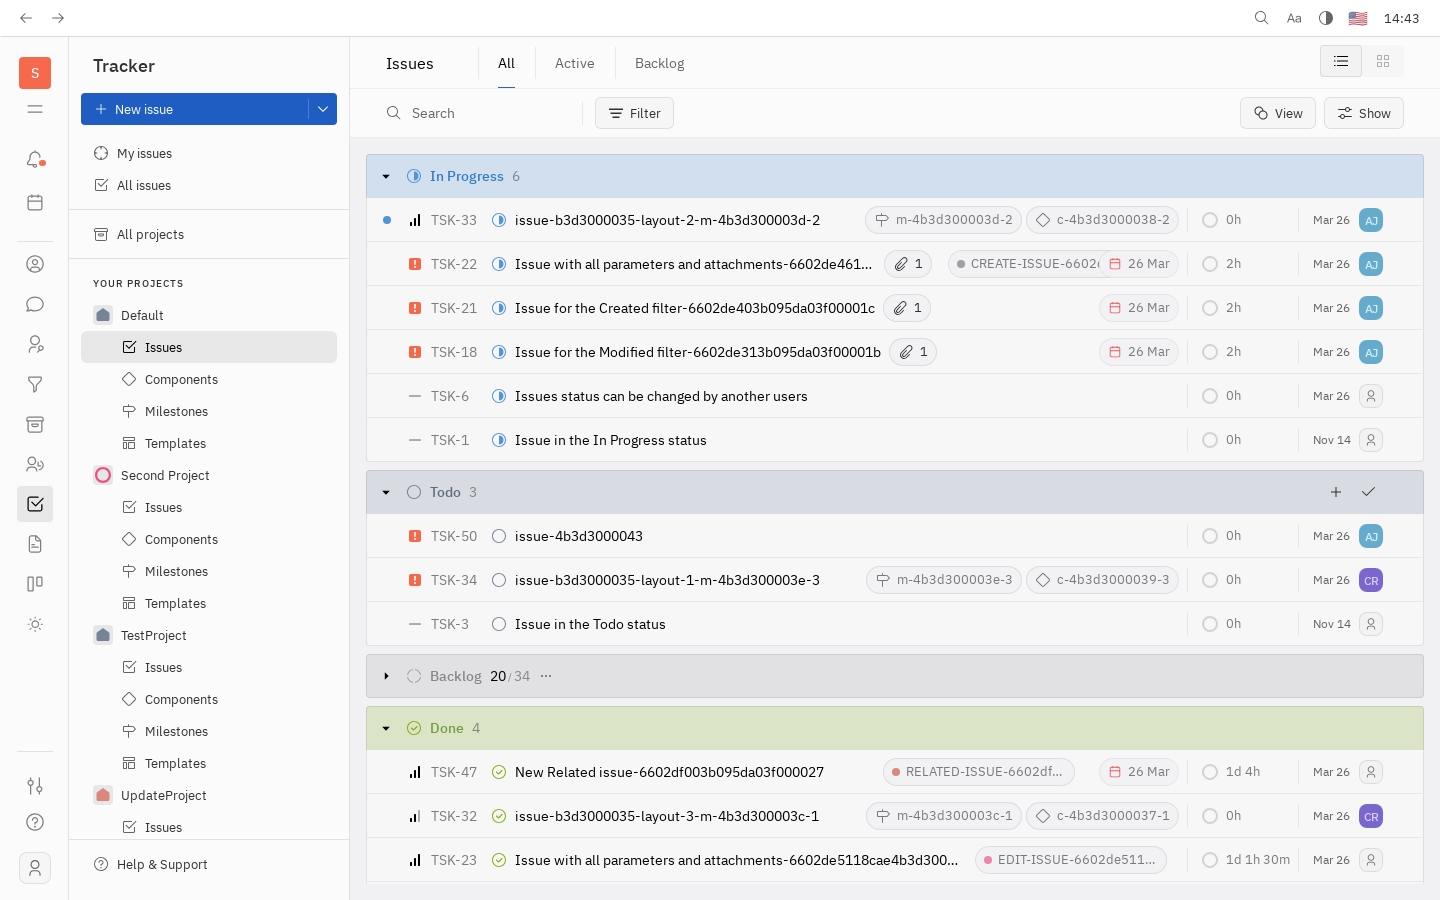 Aa 14:43
S
Tracker
New issue
My issues
All issues
All projects
YOUR PROJECTS
Default
Issues
Components
Milestones
Templates
Second Project
Issues
Components
Milestones
Templates
TestProject
Issues
Components
Milestones
Templates
UpdateProject
Issues
Help & Support
Issues All Active Backlog
Search Filter View Show
In Progress 6
TSK-33 issue-b3d3000035-layout-2-m-4b3d300003d-2 m-4b3d300003d-2 c-4b3d3000038-2 0h Mar 26 AJ
TSK-22 Issue with all parameters and attachments-6602de461... 1 CREATE-ISSUE-6602 26 Mar 2h Mar 26 AJ
TSK-21 Issue for the Created filter-6602de403b095da03f00001c 1 26 Mar 2h Mar 26 AJ
TSK-18 Issue for the Modified filter-6602de313b095da03f00001b 1 26 Mar 2h Mar 26 AJ
TSK-6 Issues status can be changed by another users 0h Mar 26
TSK-1 Issue in the In Progress status 0h Nov 14
Todo 3
TSK-50 issue-4b3d3000043 0h Mar 26 AJ
TSK-34 issue-b3d3000035-layout-1-m-4b3d300003e-3 m-4b3d300003e-3 c-4b3d3000039-3 0h Mar 26 CR
TSK-3 Issue in the Todo status 0h Nov 14
Backlog 20/34 ...
Done 4
TSK-47 New Related issue-6602df003b095da03f000027 RELATED-ISSUE-6602df... 26 Mar 1d 4h Mar 26
TSK-32 issue-b3d3000035-layout-3-m-4b3d300003c-1 m-4b3d300003c-1 c-4b3d3000037-1 0h Mar 26 CR
TSK-23 Issue with all parameters and attachments-6602de5118cae4b3d300... EDIT-ISSUE-6602de511... 1d 1h 30m Mar 26